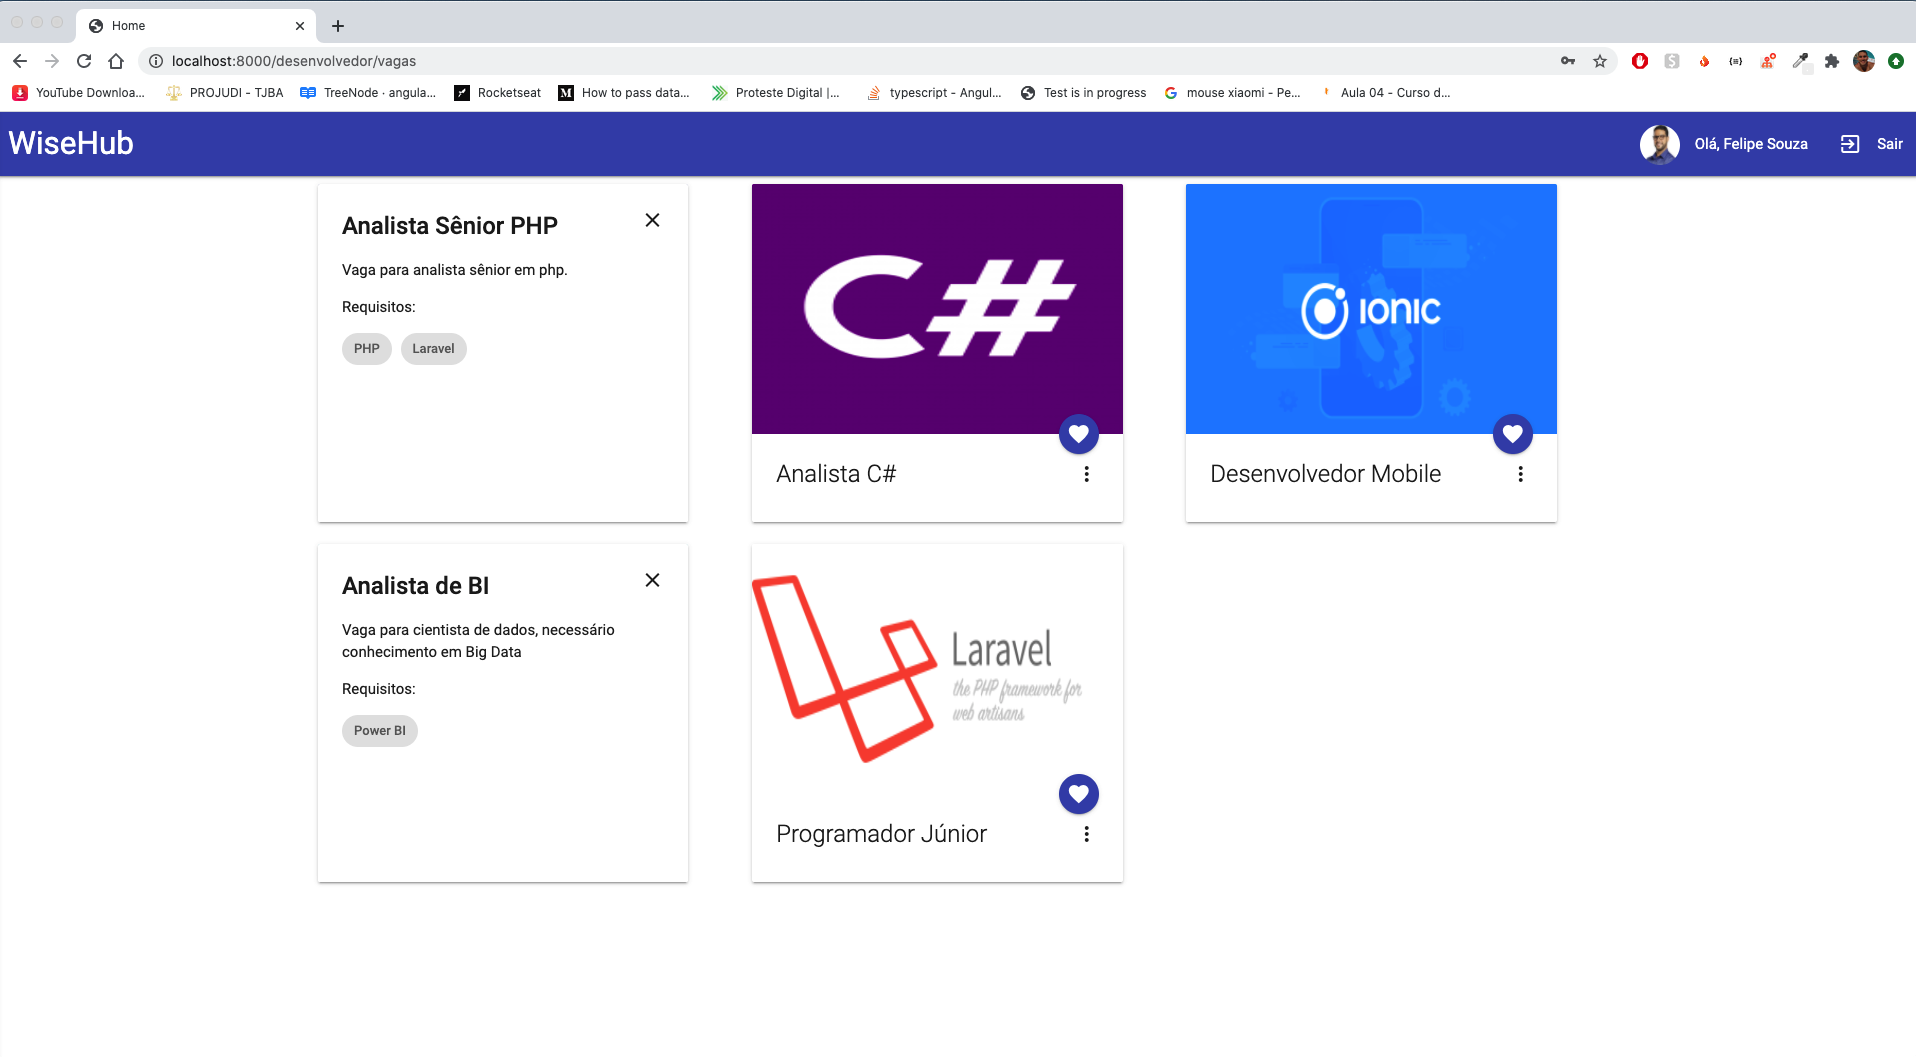 Home
localhost:8000/desenvolvedor/vagas
YouTube Downloa...
PROJUDI - TJBA
TreeNode · angula...
Rocketseat
How to pass data...
Proteste Digital |...
typescript - Angul...
Test is in progress
mouse xiaomi - Pe...
Aula 04 - Curso d...
WiseHub
Olá, Felipe Souza
Sair
Analista Sênior PHP
Vaga para analista sênior em php.
Requisitos:
PHP
Laravel
C#
Analista C#
IONIC
Desenvolvedor Mobile
Analista de BI
Vaga para cientista de dados, necessário
conhecimento em Big Data
Requisitos:
Power BI
Laravel
the PHP framework for
web artisans
Programador Júnior